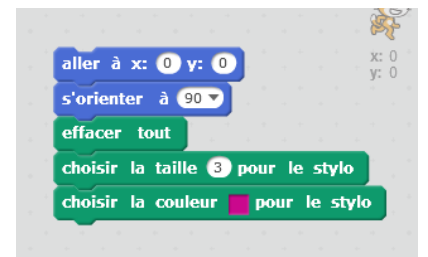 aller à x: 0 y: 0
x: 0
y: 0
s'orienter à 90
effacer tout
choisir la taille 3 pour le stylo
choisir la couleur pour le stylo